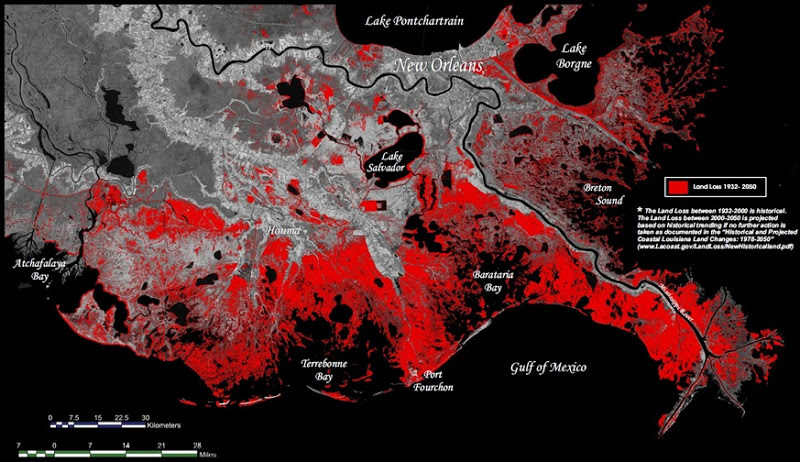 Lake Pontchartrain
New Orleans
Lake
Borgne
Lake
Salvador
Breton
Sound
Land Loss 1932- 2050
* The Land Loss between 1932-2000 is historical.
The Land Loss between 2000-2050 is projected
based on historical trending if no further action is
taken as documented in the "Historical and Projected
Coastal Louisiana Land Changes: 1978-2050"
(www.Lacoast.gov/LandLoss/NewHistoricalland.pdf)
Houma
Atchafalaya
Bay
Barataria
Bay
Mississippi River
Terrebonne
Bay
Port
Fourchon
Gulf of Mexico
0 7.5 15 22.5 30
Kilometers
7 0 7 14 21 28
Miles